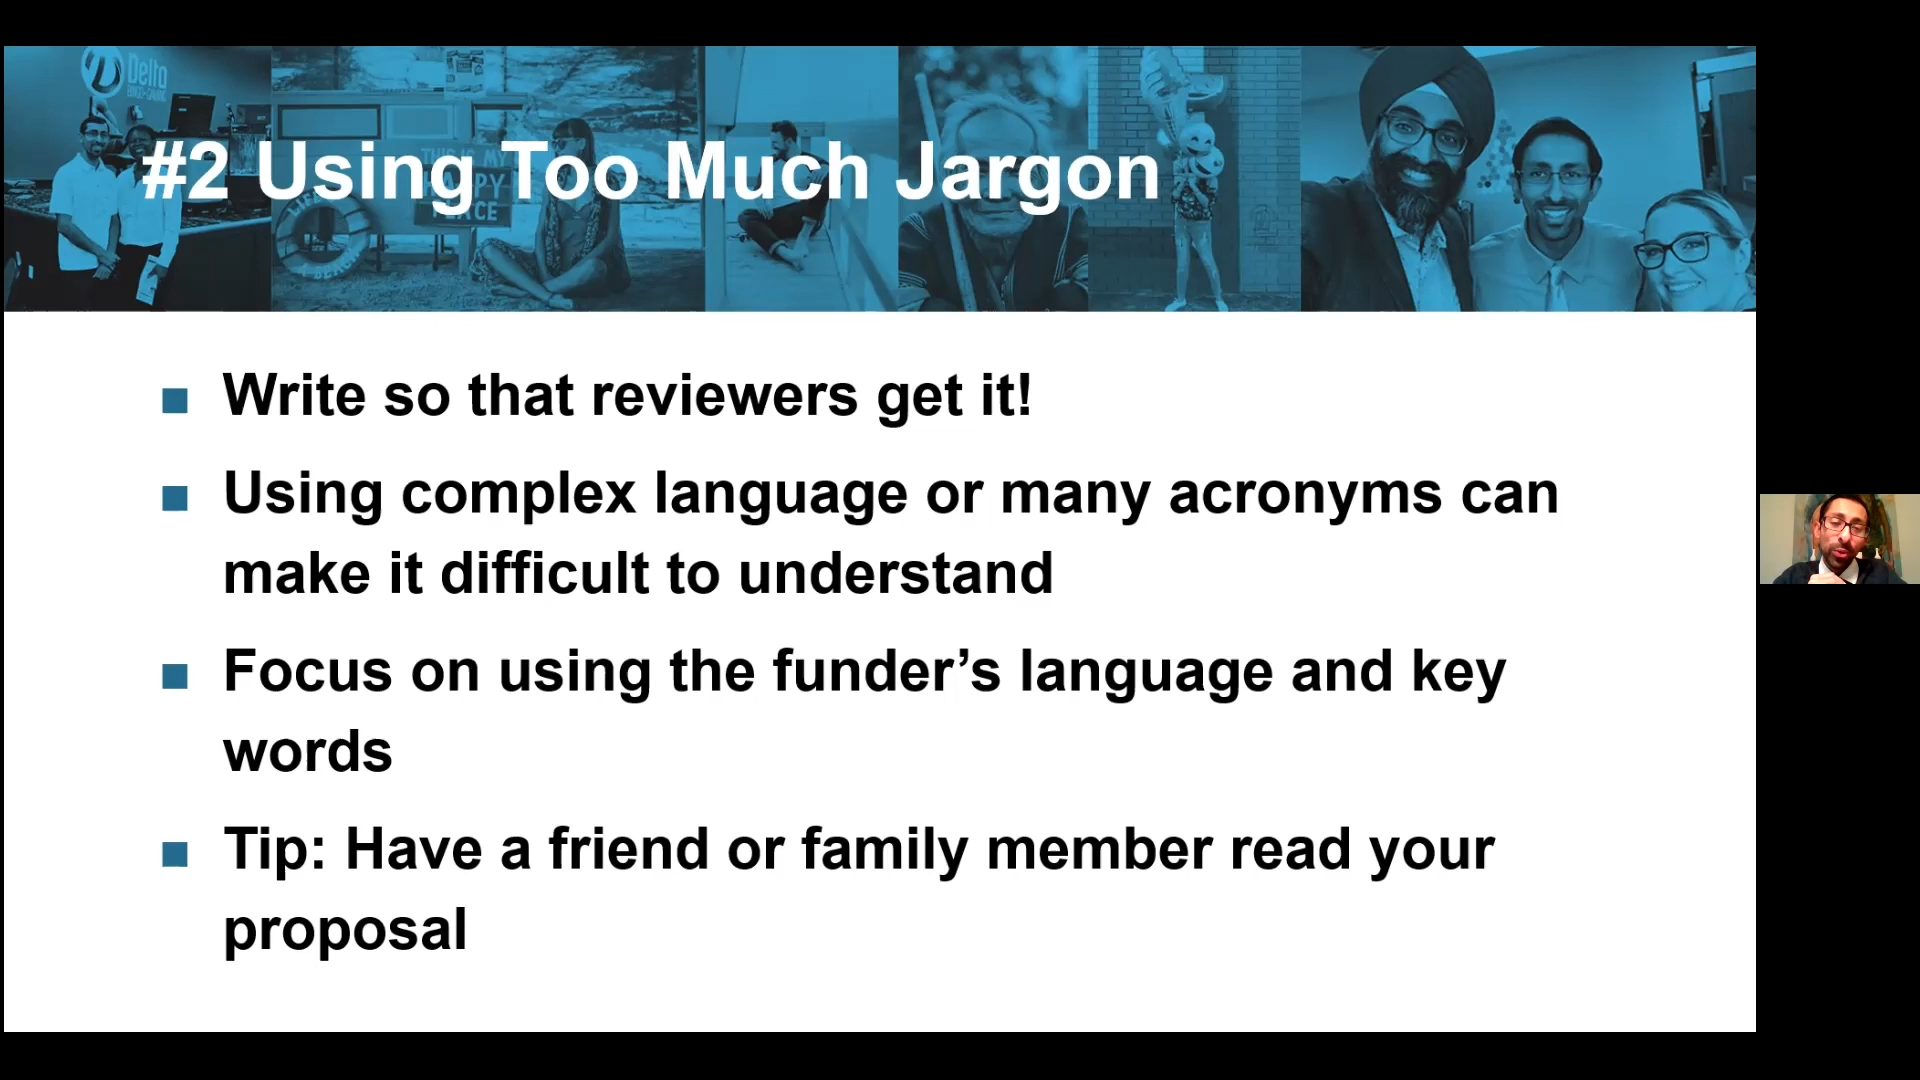 Delta
#2 Using Too Much Jargon
Write so that reviewers get it!
Using complex language or many acronyms can
make it difficult to understand
Focus on using the funder’s language and key
words
Tip: Have a friend or family member read your
proposal